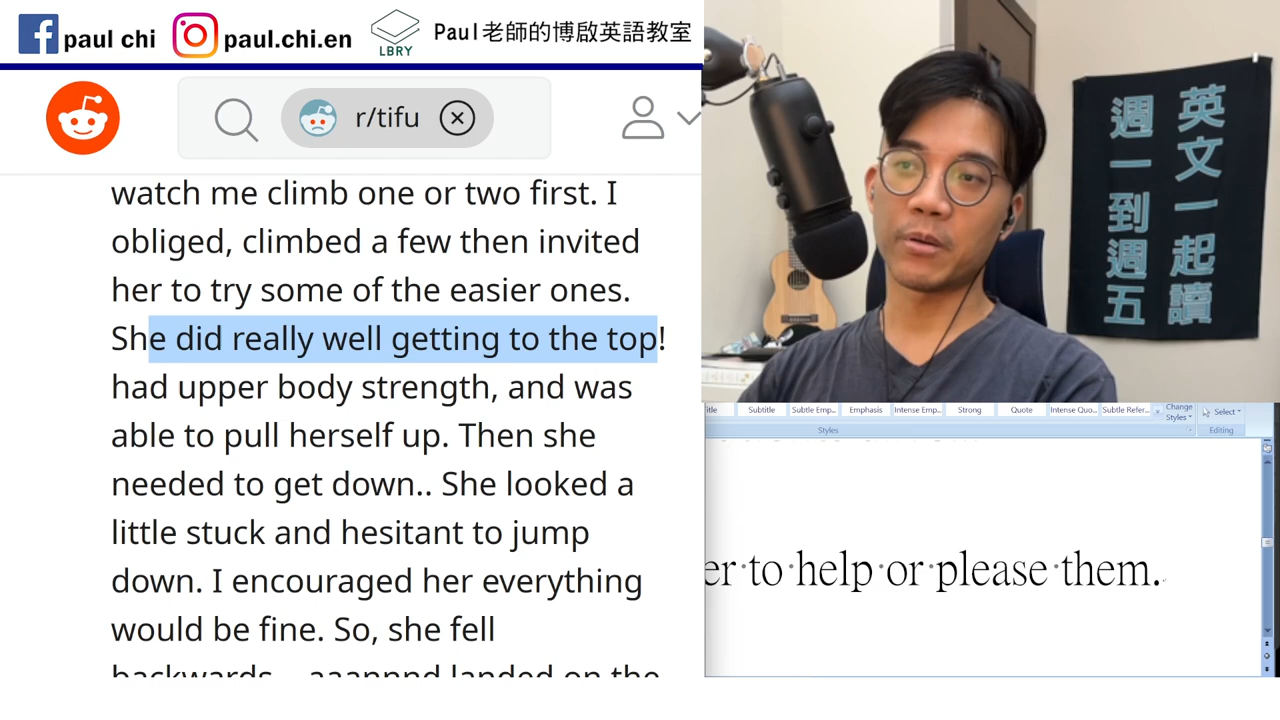 paul chi
paul.chi.en
LBRY
Paul老師的博啟英語教室
r/tifu
watch me climb one or two first. I
obliged, climbed a few then invited
her to try some of the easier ones.
She did really well getting to the top!
had upper body strength, and was
able to pull herself up. Then she
needed to get down.. She looked a
little stuck and hesitant to jump
down. I encouraged her everything
would be fine. So, she fell
backwards... aaannnd landed on the
英文一起讀
週一到週五
Subtitle Subtle Emp... Emphasis Intense Emp... Strong Quote Intense Quo... Subtle Refer... Change Styles Select
Styles Editing
er to help or please them.